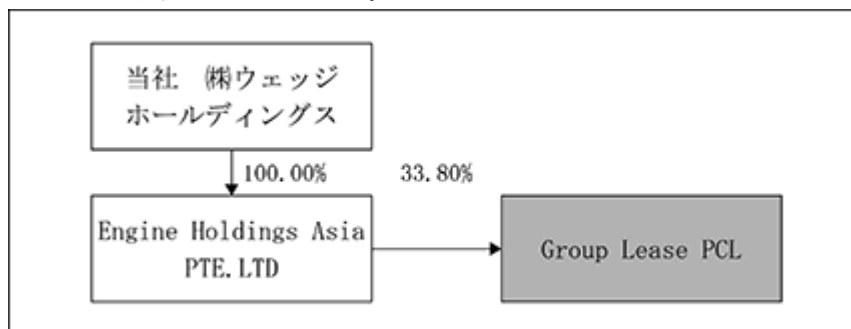 当社　㈱ウェッジ
ホールディングス
100.00%
33.80%
Engine Holdings Asia
PTE.LTD
Group Lease PCL